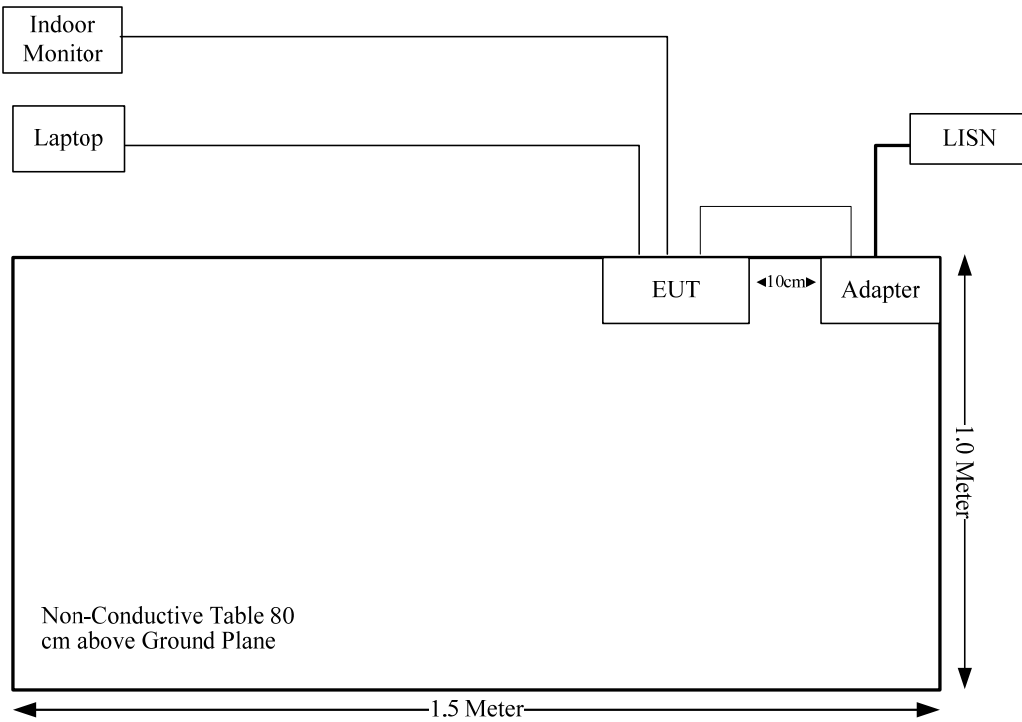 Indoor
Monitor
Laptop
LISN
EUT
10cm
Adapter
1.0 Meter
Non-Conductive Table 80
cm above Ground Plane
1.5 Meter